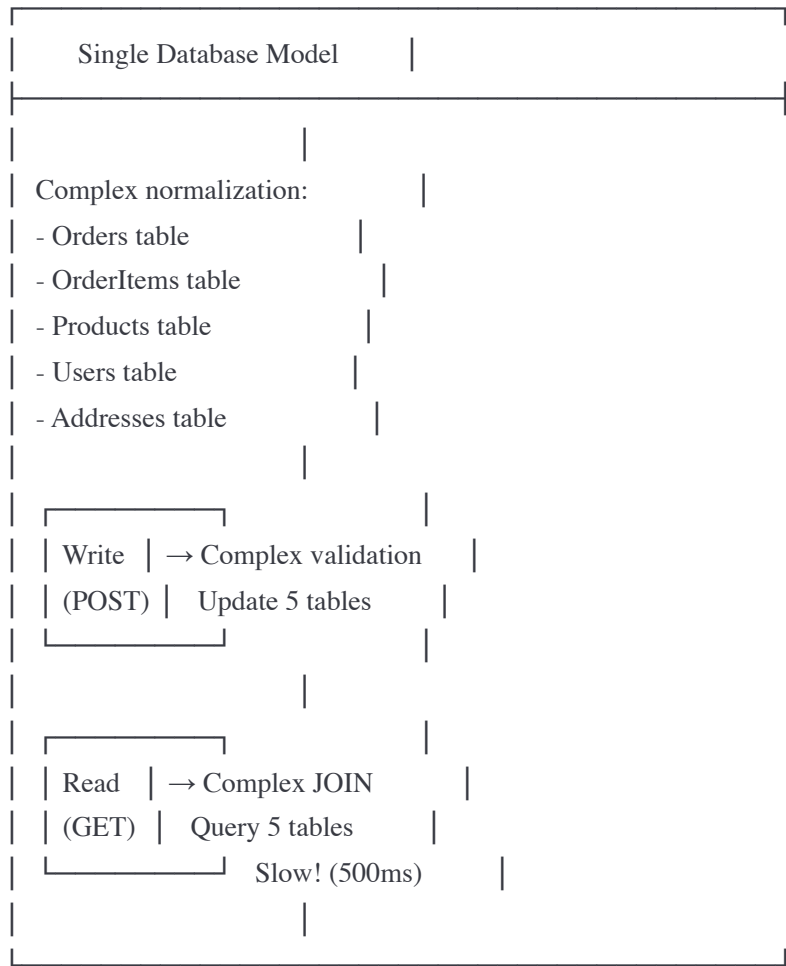 Single Database Model
Complex normalization:
- Orders table
- OrderItems table
- Products table
- Users table
- Addresses table
Write → Complex validation
(POST) Update 5 tables
Read → Complex JOIN
(GET) Query 5 tables
Slow! (500ms)